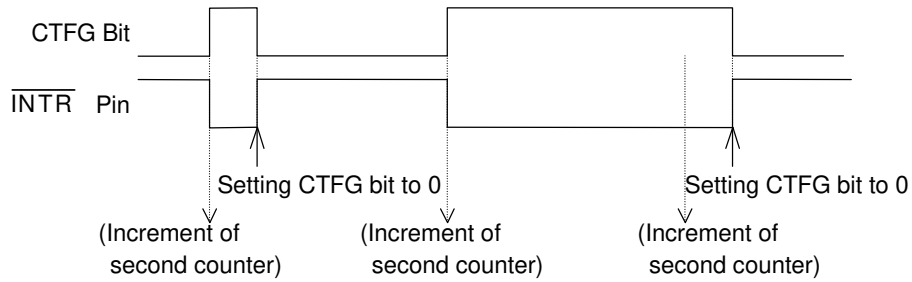 CTFG Bit
INTR Pin
Setting CTFG bit to 0
Setting CTFG bit to 0
(Increment of
second counter)
(Increment of
second counter)
(Increment of
second counter)